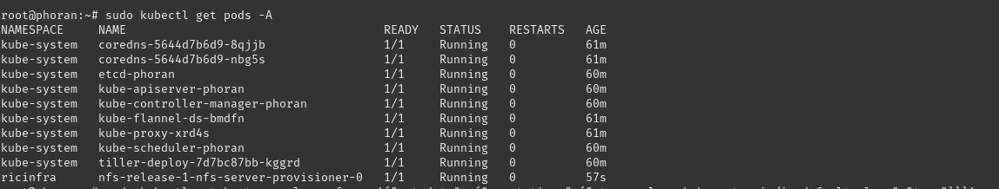 root@phoran:~# sudo kubectl get pods -A
NAMESPACE     NAME                                     READY   STATUS    RESTARTS   AGE
kube-system   coredns-5644d7b6d9-8qjjb                 1/1     Running   0          61m
kube-system   coredns-5644d7b6d9-nbg5s                 1/1     Running   0          61m
kube-system   etcd-phoran                              1/1     Running   0          60m
kube-system   kube-apiserver-phoran                    1/1     Running   0          60m
kube-system   kube-controller-manager-phoran           1/1     Running   0          60m
kube-system   kube-flannel-ds-bmdfn                    1/1     Running   0          61m
kube-system   kube-proxy-xrd4s                         1/1     Running   0          61m
kube-system   kube-scheduler-phoran                    1/1     Running   0          60m
kube-system   tiller-deploy-7d7bc87bb-kggrd            1/1     Running   0          60m
ricinfra      nfs-release-1-nfs-server-provisioner-0   1/1     Running   0          57s